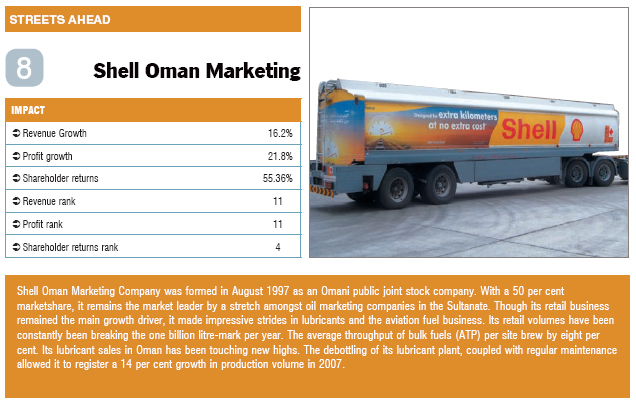 STREETS AHEAD
8
Shell Oman Marketing
IMPACT
Revenue Growth 16.2%
Profit growth 21.8%
Shareholder returns 55.36%
Revenue rank 11
Profit rank 11
Shareholder returns rank 4
Designed for extra kilometers
at no extra cost
Shell
Shell Oman Marketing Company was formed in August 1997 as an Omani public joint stock company. With a 50 per cent
marketshare, it remains the market leader by a stretch amongst oil marketing companies in the Sultanate. Though its retail business
remained the main growth driver, it made impressive strides in lubricants and the aviation fuel business. Its retail volumes have been
constantly been breaking the one billion litre-mark per year. The average throughput of bulk fuels (ATP) per site brew by eight per
cent. Its lubricant sales in Oman has been touching new highs. The debottling of its lubricant plant, coupled with regular maintenance
allowed it to register a 14 per cent growth in production volume in 2007.